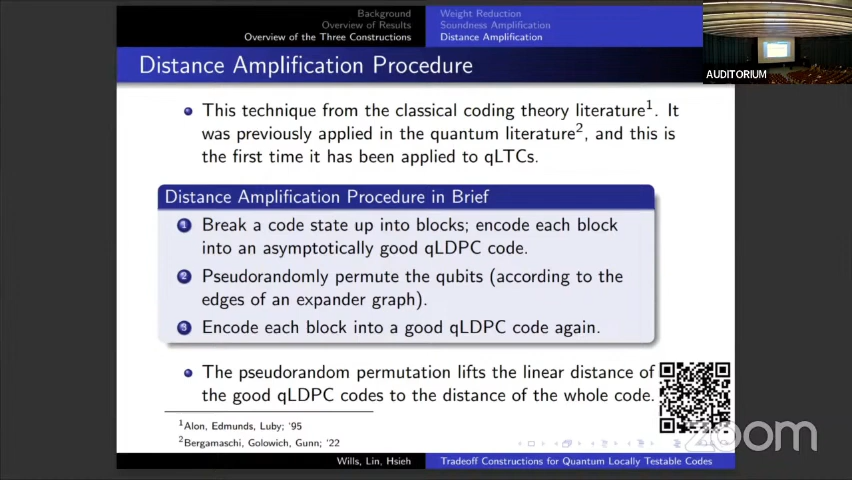 Background
Overview of Results
Overview of the Three Constructions
Weight Reduction
Soundness Amplification
Distance Amplification
Distance Amplification Procedure
AUDITORIUM
This technique from the classical coding theory literature1. It
was previously applied in the quantum literature2, and this is
the first time it has been applied to qLTCs.
Distance Amplification Procedure in Brief
1 Break a code state up into blocks; encode each block
into an asymptotically good qLDPC code.
2 Pseudorandomly permute the qubits (according to the
edges of an expander graph).
3 Encode each block into a good qLDPC code again.
The pseudorandom permutation lifts the linear distance of
the good qLDPC codes to the distance of the whole code.
1Alon, Edmunds, Luby; '95
2Bergamaschi, Golowich, Gunn; '22
zoom
Wills, Lin, Hsieh
Tradeoff Constructions for Quantum Locally Testable Codes